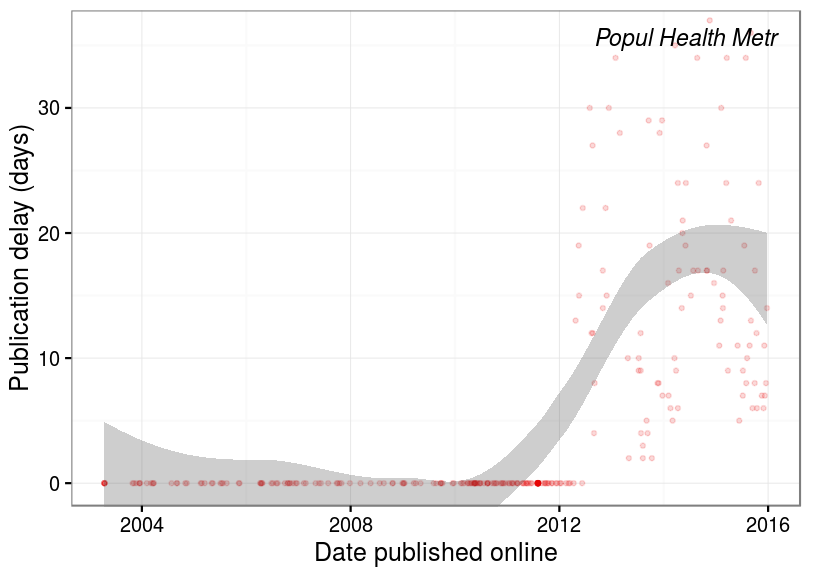 Popul Health Metr
Publication delay (days)
30
20
10
0
2004
2008
2012
2016
Date published online